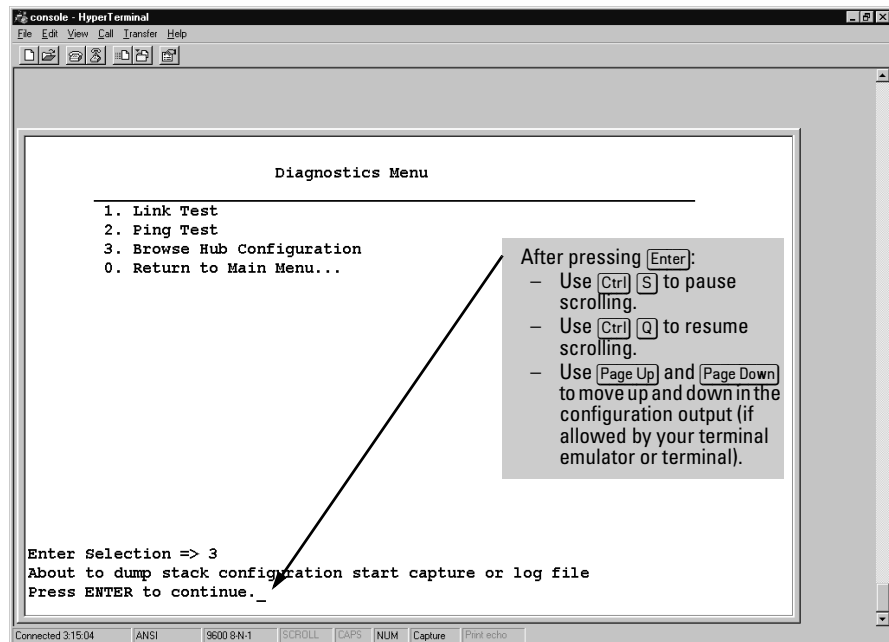 console - HyperTerminal
File Edit View Call Transfer Help
Diagnostics Menu
1. Link Test
2. Ping Test
3. Browse Hub Configuration
0. Return to Main Menu...
After pressing Enter:
– Use Ctrl S to pause
scrolling.
– Use Ctrl Q to resume
scrolling.
– Use Page Up and Page Down
to move up and down in the
configuration output (if
allowed by your terminal
emulator or terminal).
Enter Selection => 3
About to dump stack configuration start capture or log file
Press ENTER to continue._
Connected 3:15:04 ANSI 9600 8-N-1 SCROLL CAPS NUM Capture Print echo